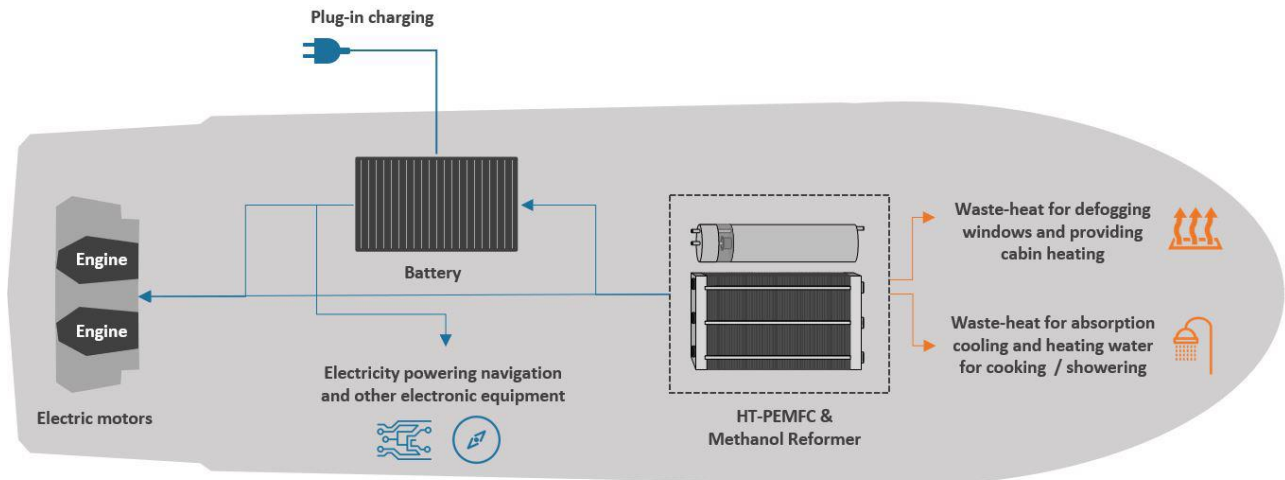 Plug-in charging
Battery
Engine
Engine
Electric motors
Electricity powering navigation
and other electronic equipment
HT-PEMFC &
Methanol Reformer
Waste-heat for defogging
windows and providing
cabin heating
Waste-heat for absorption
cooling and heating water
for cooking / showering